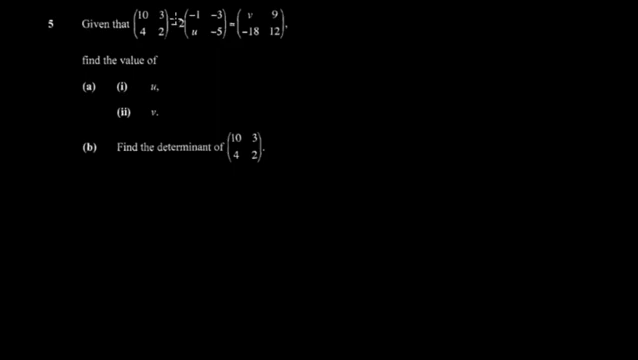 5 Given that (10 3 −1 −3 v 9
4 2) − 2 (u −5) = (−18 12),
find the value of
(a) (i) u,
(ii) v.
(b) Find the determinant of (10 3
4 2).